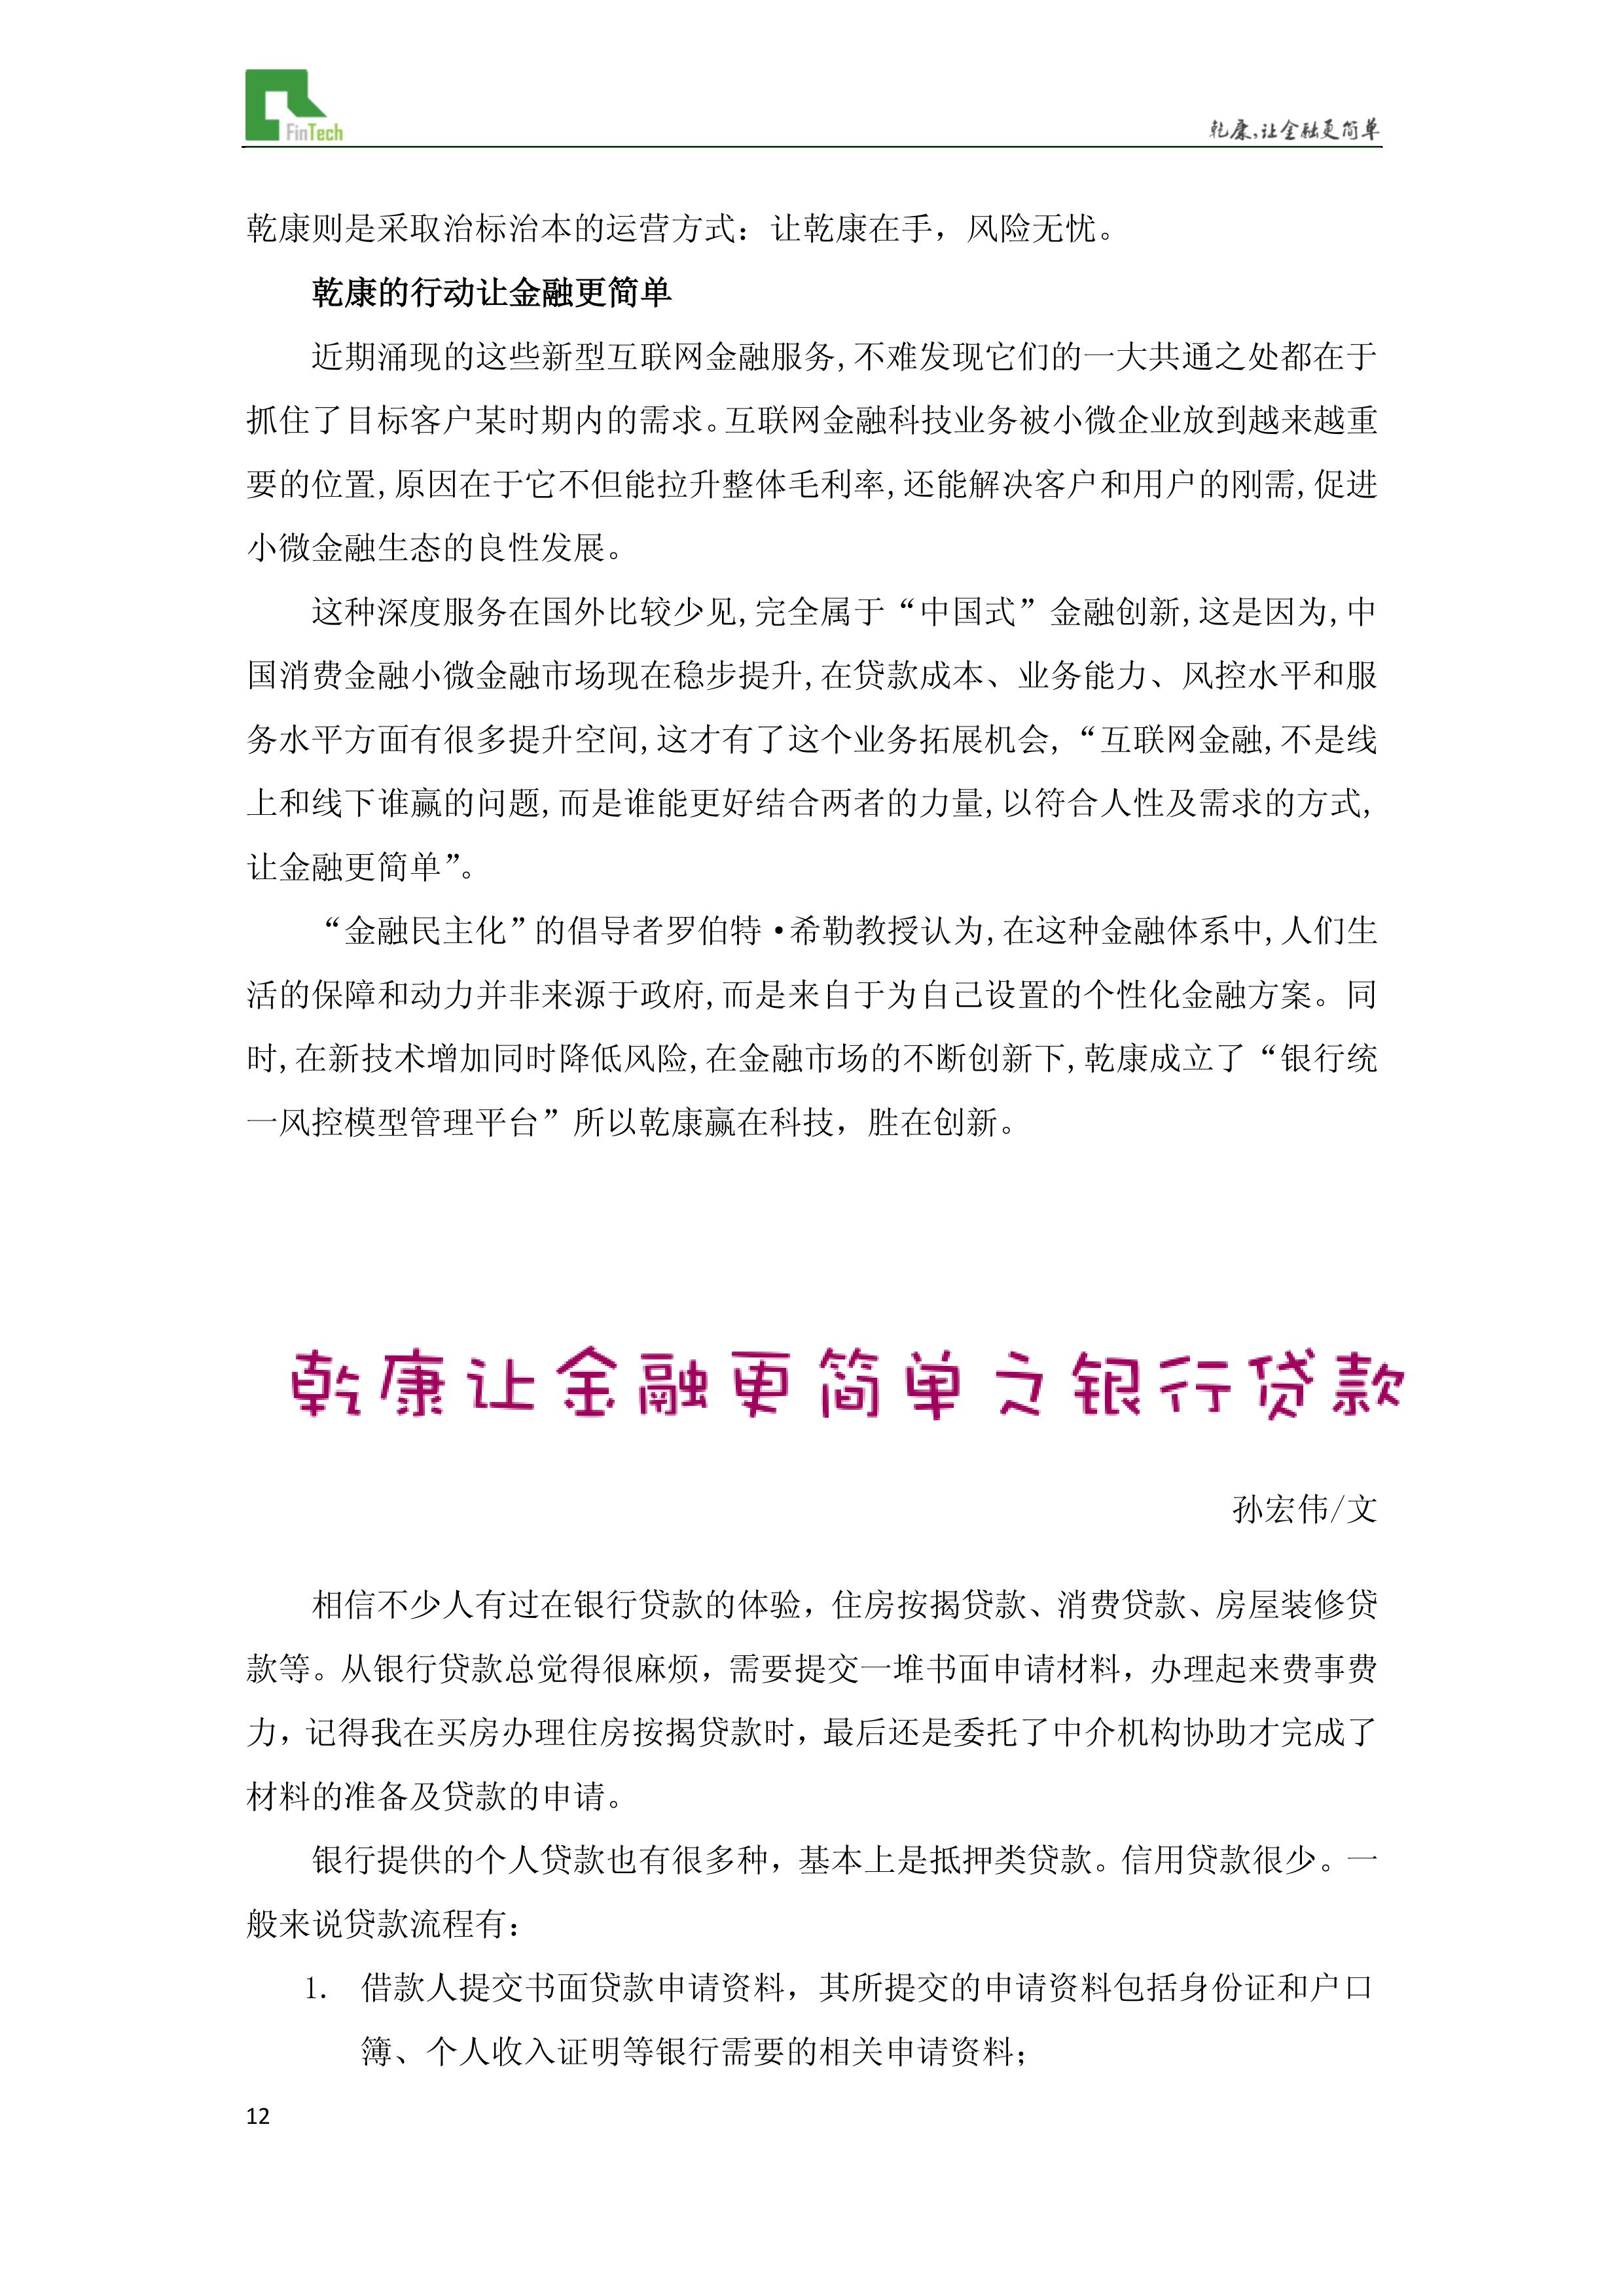 FinTech
乾康,让金融更简单
乾康则是采取治标治本的运营方式：让乾康在手，风险无忧。
乾康的行动让金融更简单
近期涌现的这些新型互联网金融服务,不难发现它们的一大共通之处都在于
抓住了目标客户某时期内的需求。互联网金融科技业务被小微企业放到越来越重
要的位置,原因在于它不但能拉升整体毛利率,还能解决客户和用户的刚需,促进
小微金融生态的良性发展。
这种深度服务在国外比较少见,完全属于“中国式”金融创新,这是因为,中
国消费金融小微金融市场现在稳步提升,在贷款成本、业务能力、风控水平和服
务水平方面有很多提升空间,这才有了这个业务拓展机会,“互联网金融,不是线
上和线下谁赢的问题,而是谁能更好结合两者的力量,以符合人性及需求的方式,
让金融更简单”。
“金融民主化”的倡导者罗伯特·希勒教授认为,在这种金融体系中,人们生
活的保障和动力并非来源于政府,而是来自于为自己设置的个性化金融方案。同
时,在新技术增加同时降低风险,在金融市场的不断创新下,乾康成立了“银行统
一风控模型管理平台”所以乾康赢在科技，胜在创新。
乾康让金融更简单之银行贷款
孙宏伟/文
相信不少人有过在银行贷款的体验，住房按揭贷款、消费贷款、房屋装修贷
款等。从银行贷款总觉得很麻烦，需要提交一堆书面申请材料，办理起来费事费
力，记得我在买房办理住房按揭贷款时，最后还是委托了中介机构协助才完成了
材料的准备及贷款的申请。
银行提供的个人贷款也有很多种，基本上是抵押类贷款。信用贷款很少。一
般来说贷款流程有：
1. 借款人提交书面贷款申请资料，其所提交的申请资料包括身份证和户口
簿、个人收入证明等银行需要的相关申请资料；
12